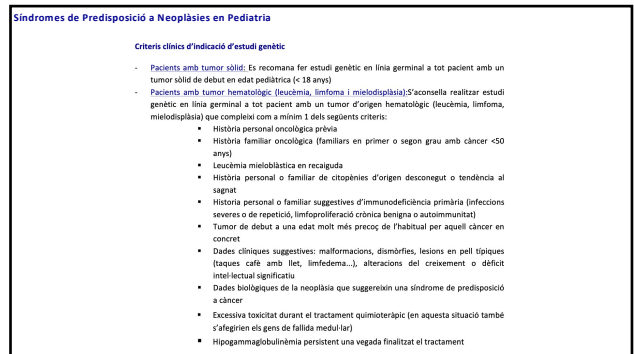 Síndromes de Predisposició a Neoplàsies en Pediatria
Criteris clínics d'indicació d'estudi genètic
- Pacients amb tumor sòlid: Es recomana fer estudi genètic en línia germinal a tot pacient amb un
tumor sòlid de debut en edat pediàtrica (< 18 anys)
- Pacients amb tumor hematològic (leucèmia, limfoma i mielodisplàsia):S'aconsella realitzar estudi
genètic en línia germinal a tot pacient amb un tumor d'origen hematològic (leucèmia, limfoma,
mielodisplàsia) que compleixi com a mínim 1 dels següents criteris:
▪ Història personal oncològica prèvia
▪ Història familiar oncològica (familiars en primer o segon grau amb càncer <50
anys)
▪ Leucèmia mieloblàstica en recaiguda
▪ Història personal o familiar de citopènies d'origen desconegut o tendència al
sagnat
▪ Historia personal o familiar suggestives d'immunodeficiència primària (infeccions
severes o de repetició, limfoproliferació crònica benigna o autoimmunitat)
▪ Tumor de debut a una edat molt més precoç de l'habitual per aquell càncer en
concret
▪ Dades clíniques suggestives: malformacions, dismòrfies, lesions en pell típiques
(taques cafè amb llet, limfedema...), alteracions del creixement o dèficit
intel·lectual significatiu
▪ Dades biològiques de la neoplàsia que suggereixin una síndrome de predisposició
a càncer
▪ Excessiva toxicitat durant el tractament quimioteràpic (en aquesta situació també
s'afegirien els gens de fallida medul·lar)
▪ Hipogammaglobulinèmia persistent una vegada finalitzat el tractament